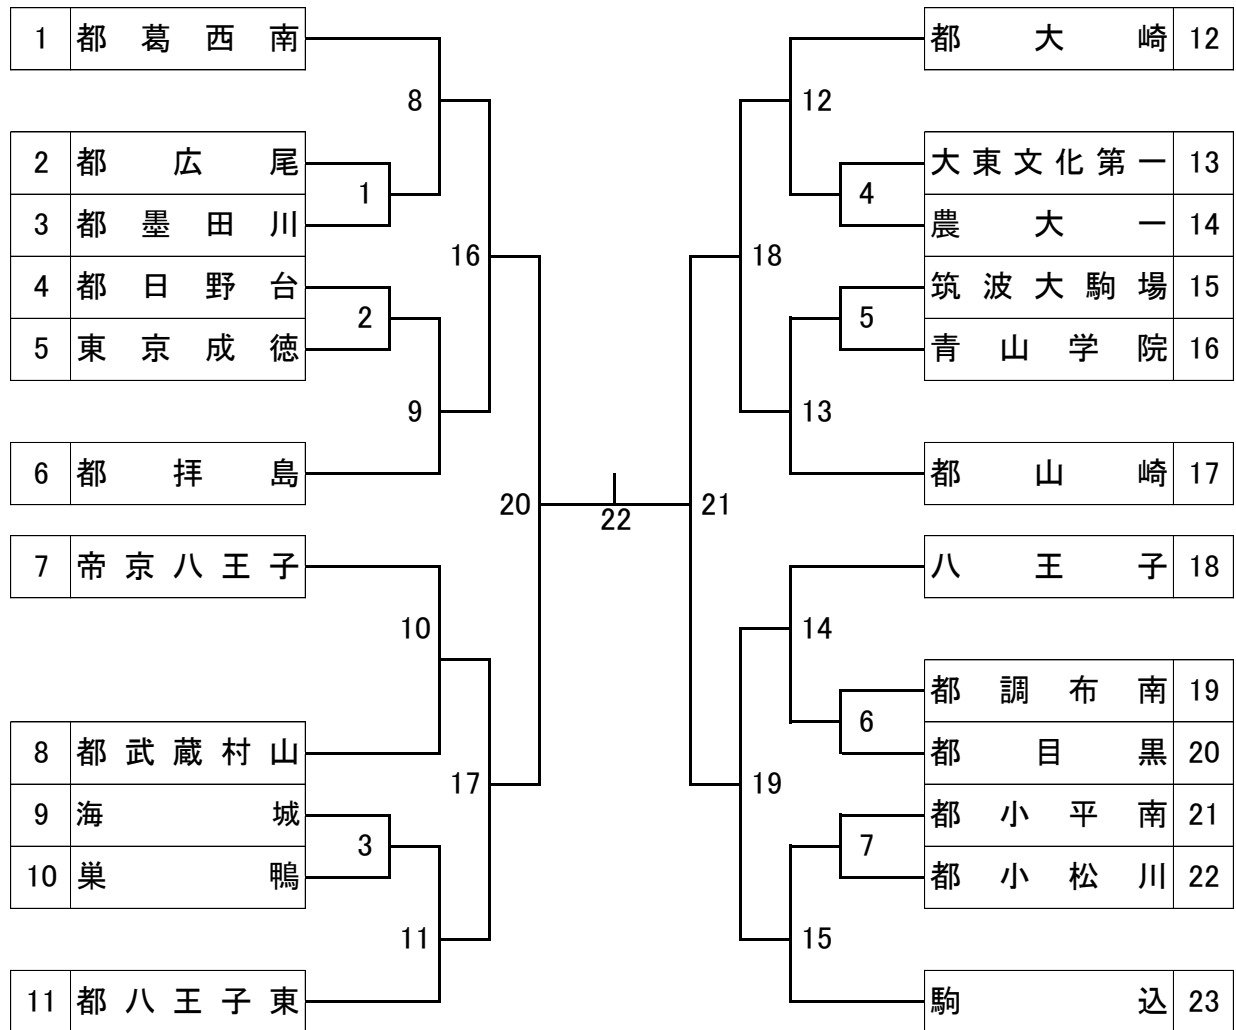 1 都葛西南
2 都広尾
3 都墨田川
4 都日野台
5 東京成徳
6 都拝島
7 帝京八王子
8 都武蔵村山
9 海城
10 巣鴨
11 都八王子東
8
1
16
2
9
20
10
17
3
11
22
12
4
18
5
13
21
14
6
19
7
15
都大崎 12
大東文化第一 13
農大一 14
筑波大駒場 15
青山学院 16
都山崎 17
八王子 18
都調布南 19
都目黒 20
都小平南 21
都小松川 22
駒込 23